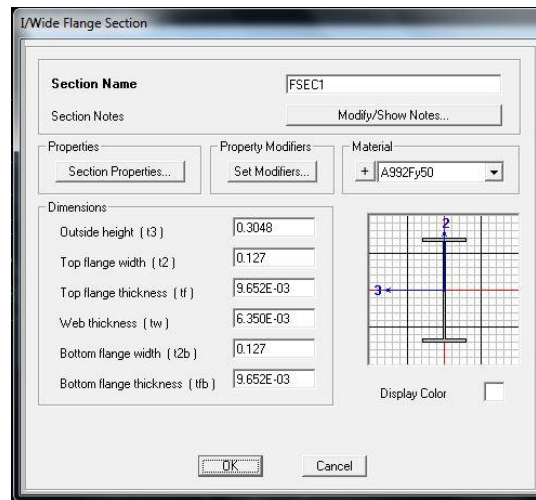 I/Wide Flange Section
Section Name FSEC1
Section Notes Modify/Show Notes...
Properties Property Modifiers Material
Section Properties... Set Modifiers... + A992Fy50
Dimensions
Outside height ( t3 ) 0.3048
Top flange width ( t2 ) 0.127
Top flange thickness ( tf ) 9.652E-03
Web thickness ( tw ) 6.350E-03
Bottom flange width ( t2b ) 0.127
Bottom flange thickness ( tfb ) 9.652E-03
2
3
Display Color
OK Cancel